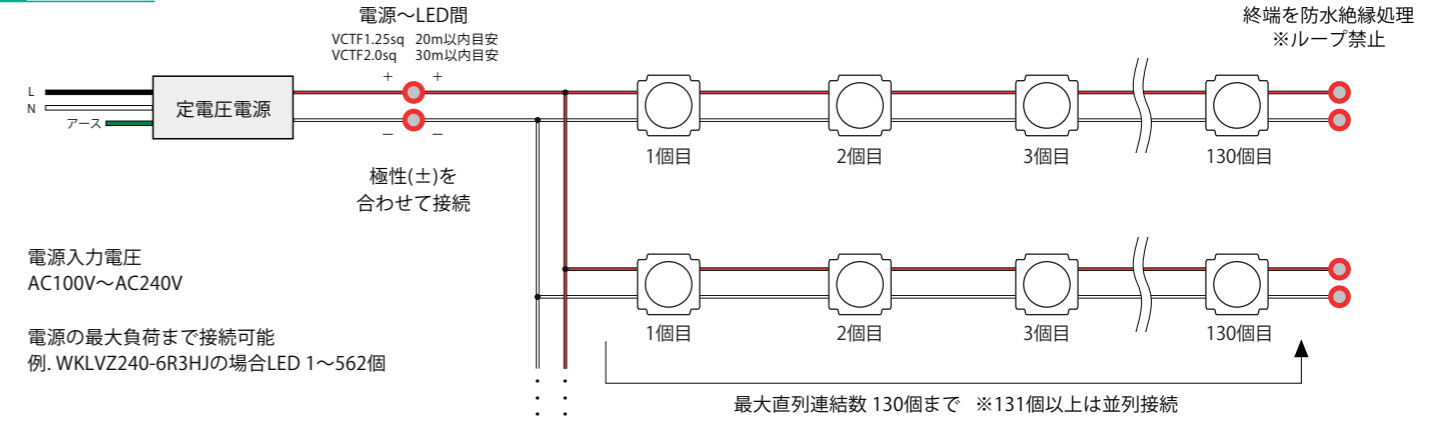 電源～LED間
VCTF1.25sq 20m以内目安
VCTF2.0sq 30m以内目安
終端を防水絶縁処理
※ループ禁止
+ +
L
N
アース
定電圧電源
− −
極性(±)を
合わせて接続
1個目 2個目 3個目 130個目
電源入力電圧
AC100V～AC240V
電源の最大負荷まで接続可能
例. WKLVZ240-6R3HJの場合LED 1～562個
1個目 2個目 3個目 130個目
最大直列連結数 130個まで ※131個以上は並列接続